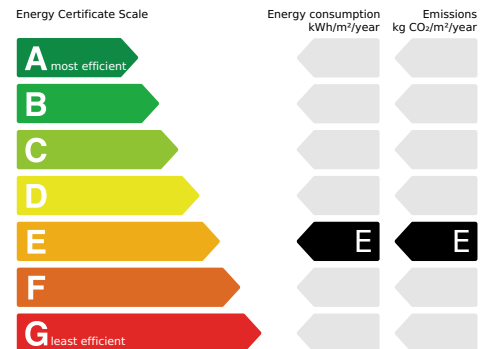 Energy Certificate Scale
Energy consumption
kWh/m²/year
Emissions
kg CO₂/m²/year
A most efficient
B
C
D
E
E
E
F
G least efficient